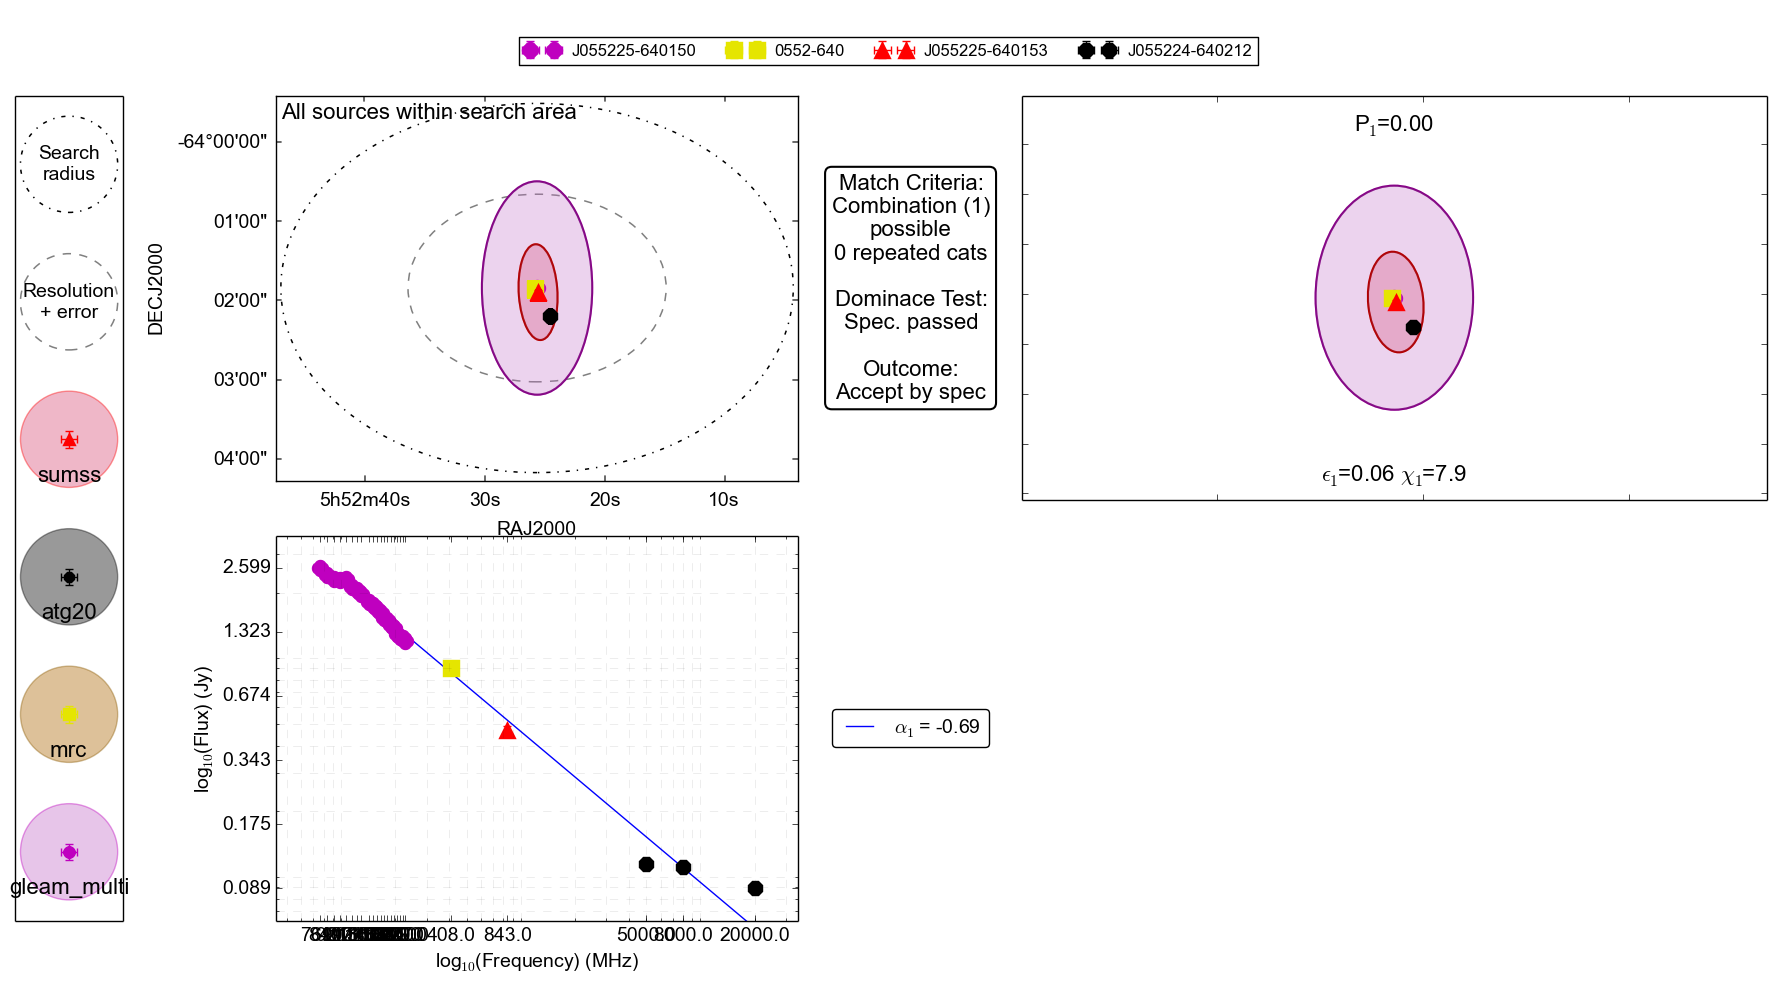 J055225-640150 0552-640 J055225-640153 J055224-640212
Search
radius
Resolution
+ error
sumss
atg20
mrc
gleam_multi
All sources within search area
DECJ2000
-64°00'00"
01'00"
02'00"
03'00"
04'00"
5h52m40s 30s 20s 10s
RAJ2000
Match Criteria:
Combination (1)
possible
0 repeated cats
Dominace Test:
Spec. passed
Outcome:
Accept by spec
P₁=0.00
ϵ₁=0.06 χ₁=7.9
log₁₀(Flux) (Jy)
2.599
1.323
0.674
0.343
0.175
0.089
408.0 843.0 5000.0 8000.0 20000.0
log₁₀(Frequency) (MHz)
α₁ = -0.69